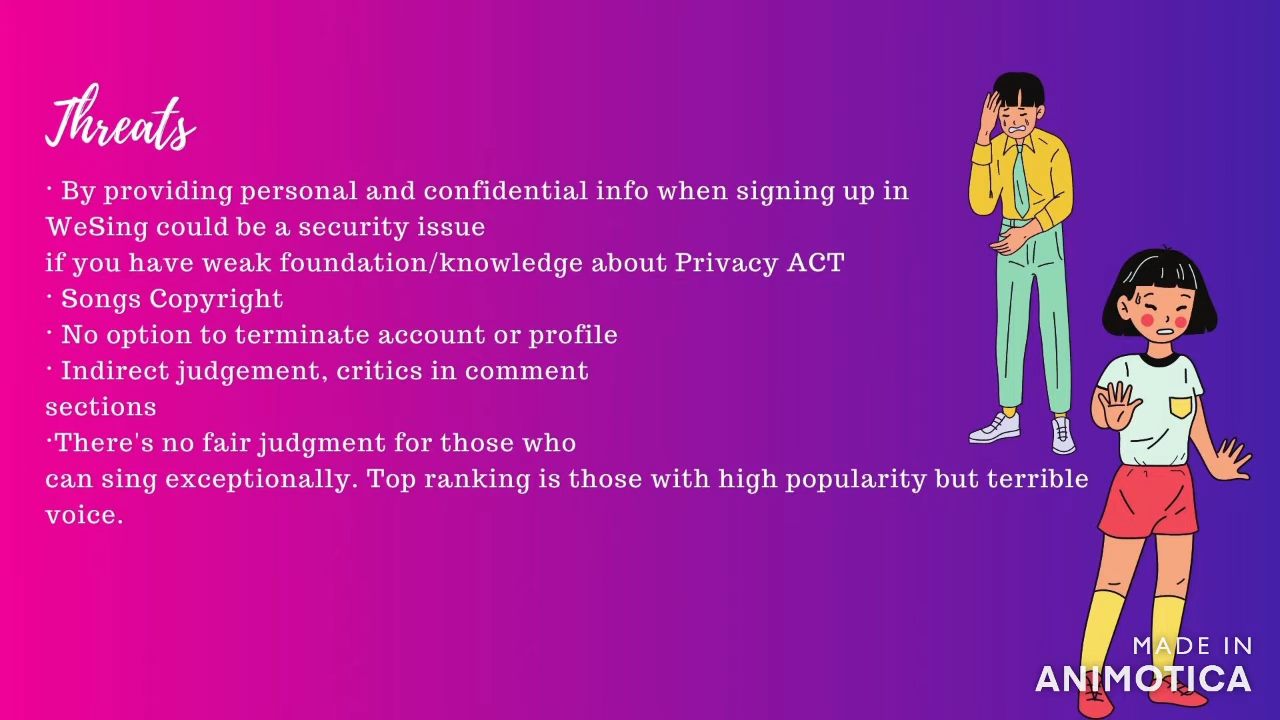 Threats
· By providing personal and confidential info when signing up in
WeSing could be a security issue
if you have weak foundation/knowledge about Privacy ACT
· Songs Copyright
· No option to terminate account or profile
· Indirect judgement, critics in comment
sections
·There's no fair judgment for those who
can sing exceptionally. Top ranking is those with high popularity but terrible
voice.
MADE IN
ANIMOTICA